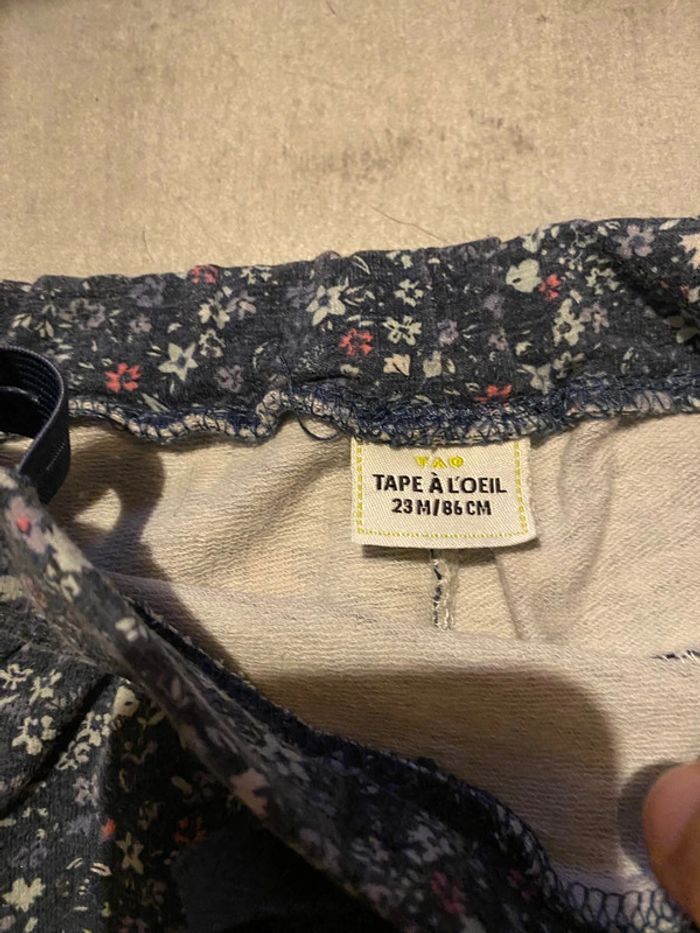 TAO
TAPE À L'OEIL
23 M/86 CM